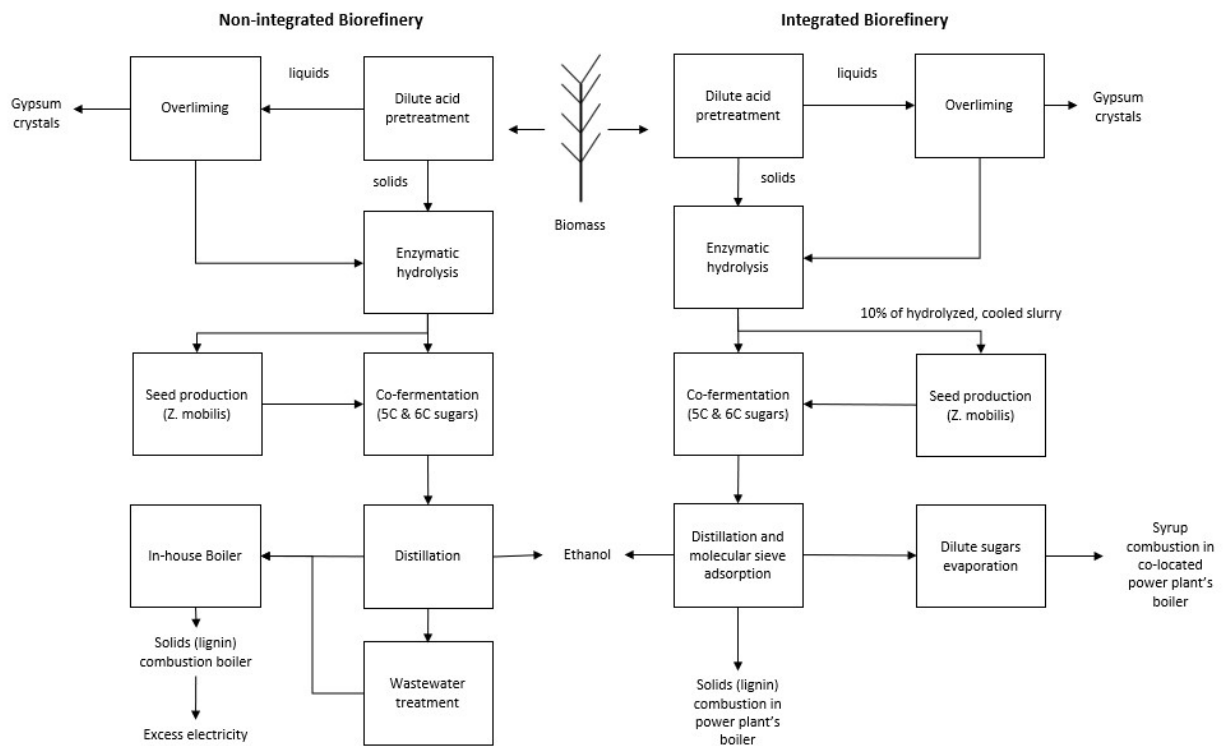 Non-integrated Biorefinery
Integrated Biorefinery
liquids
liquids
Gypsum
crystals
Overliming
Dilute acid
pretreatment
Dilute acid
pretreatment
Overliming
Gypsum
crystals
solids
solids
Biomass
Enzymatic
hydrolysis
Enzymatic
hydrolysis
10% of hydrolyzed, cooled slurry
Seed production
(Z. mobilis)
Co-fermentation
(5C & 6C sugars)
Co-fermentation
(5C & 6C sugars)
Seed production
(Z. mobilis)
In-house Boiler
Distillation
Ethanol
Distillation and
molecular sieve
adsorption
Dilute sugars
evaporation
Syrup
combustion in
co-located
power plant's
boiler
Solids (lignin)
combustion boiler
Wastewater
treatment
Solids (lignin)
combustion in
power plant's
boiler
Excess electricity